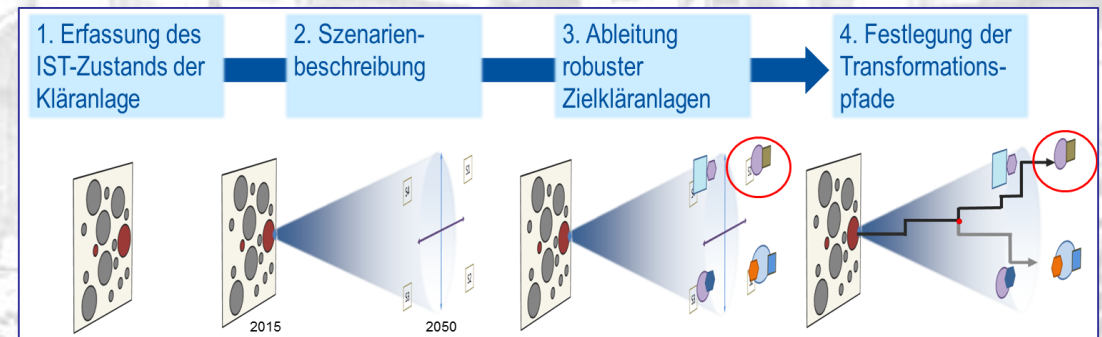 1. Erfassung des
IST-Zustands der
Kläranlage
2. Szenarien-
beschreibung
3. Ableitung
robuster
Zielkläranlagen
4. Festlegung der
Transformations-
pfade
2015
2050